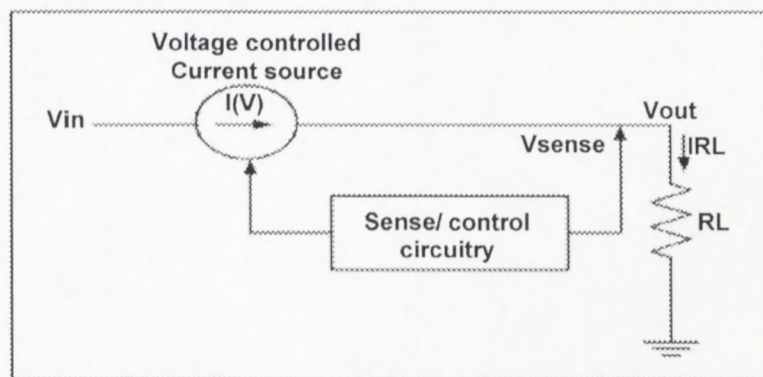 Voltage controlled
Current source
I(V)
Vin
Vout
Vsense
IRL
Sense/ control
circuitry
RL